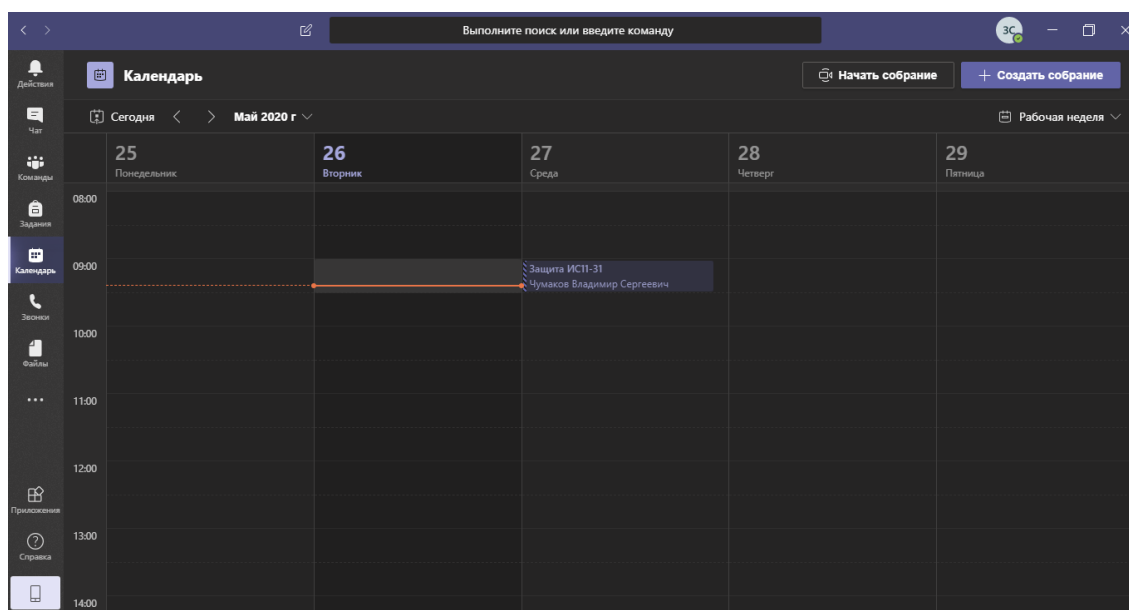 Выполните поиск или введите команду
ЗС
Действия
Чат
Команды
Задания
Календарь
Звонки
Файлы
Приложения
Справка
Календарь
Начать собрание
+ Создать собрание
Сегодня
Май 2020 г
Рабочая неделя
25
Понедельник
26
Вторник
27
Среда
28
Четверг
29
Пятница
08:00
09:00
Защита ИС11-31
Чумаков Владимир Сергеевич
10:00
11:00
12:00
13:00
14:00